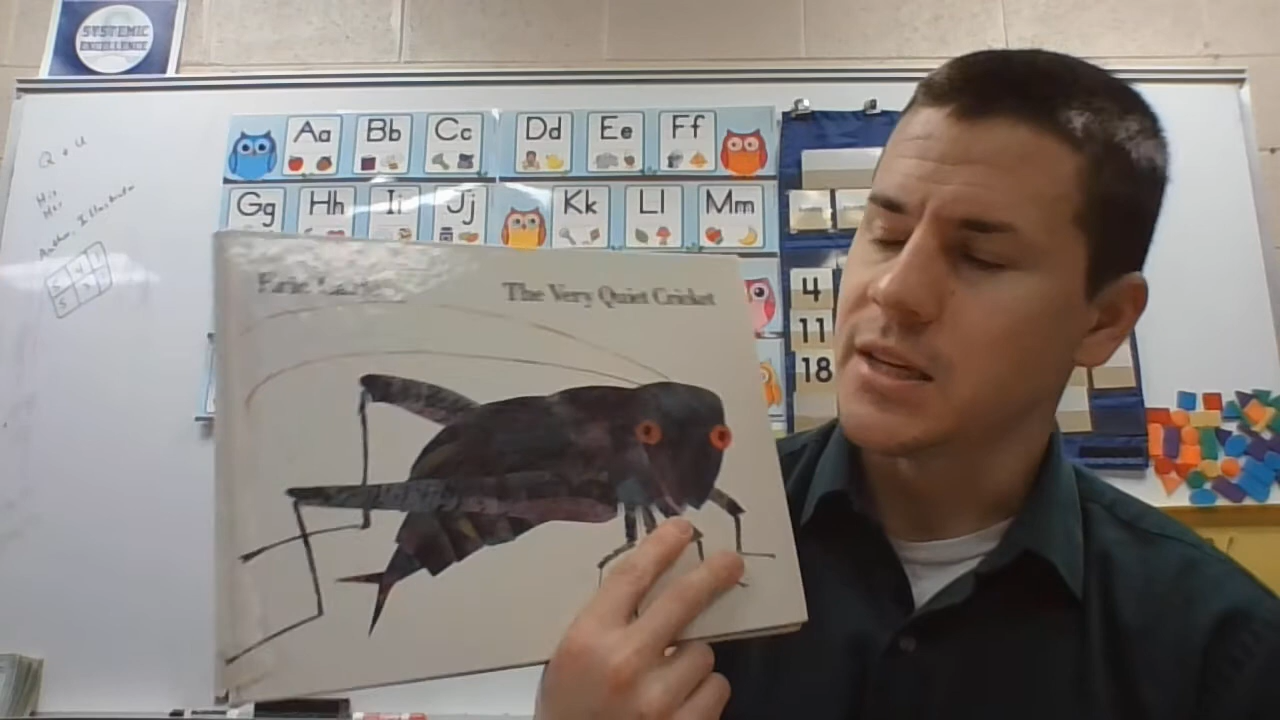 SYSTEMIC
Q + U
His
Her
Author, Illustrator
Aa Bb Cc Dd Ee Ff
Gg Hh Ii Jj Kk Ll Mm
Eric Carle
The Very Quiet Cricket
4
11
18